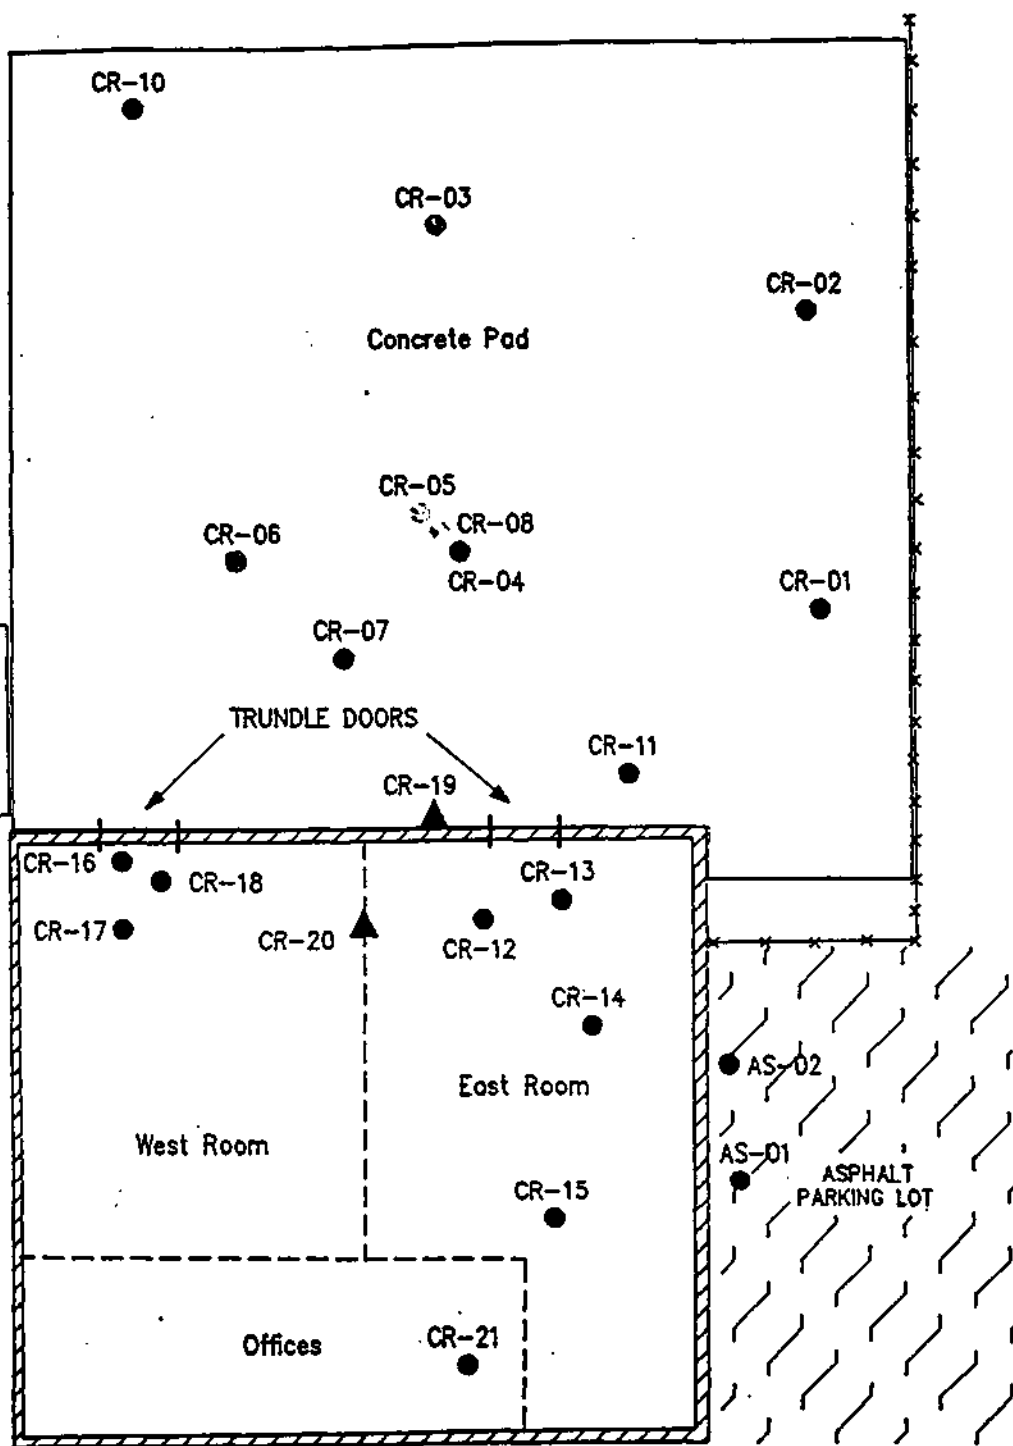 CR-10
CR-03
CR-02
Concrete Pad
CR-05
CR-08
CR-06
CR-04
CR-01
CR-07
TRUNDLE DOORS
CR-11
CR-19
CR-16
CR-18
CR-13
CR-17
CR-20
CR-12
CR-14
AS-02
East Room
West Room
AS-01
ASPHALT
PARKING LOT
CR-15
Offices
CR-21